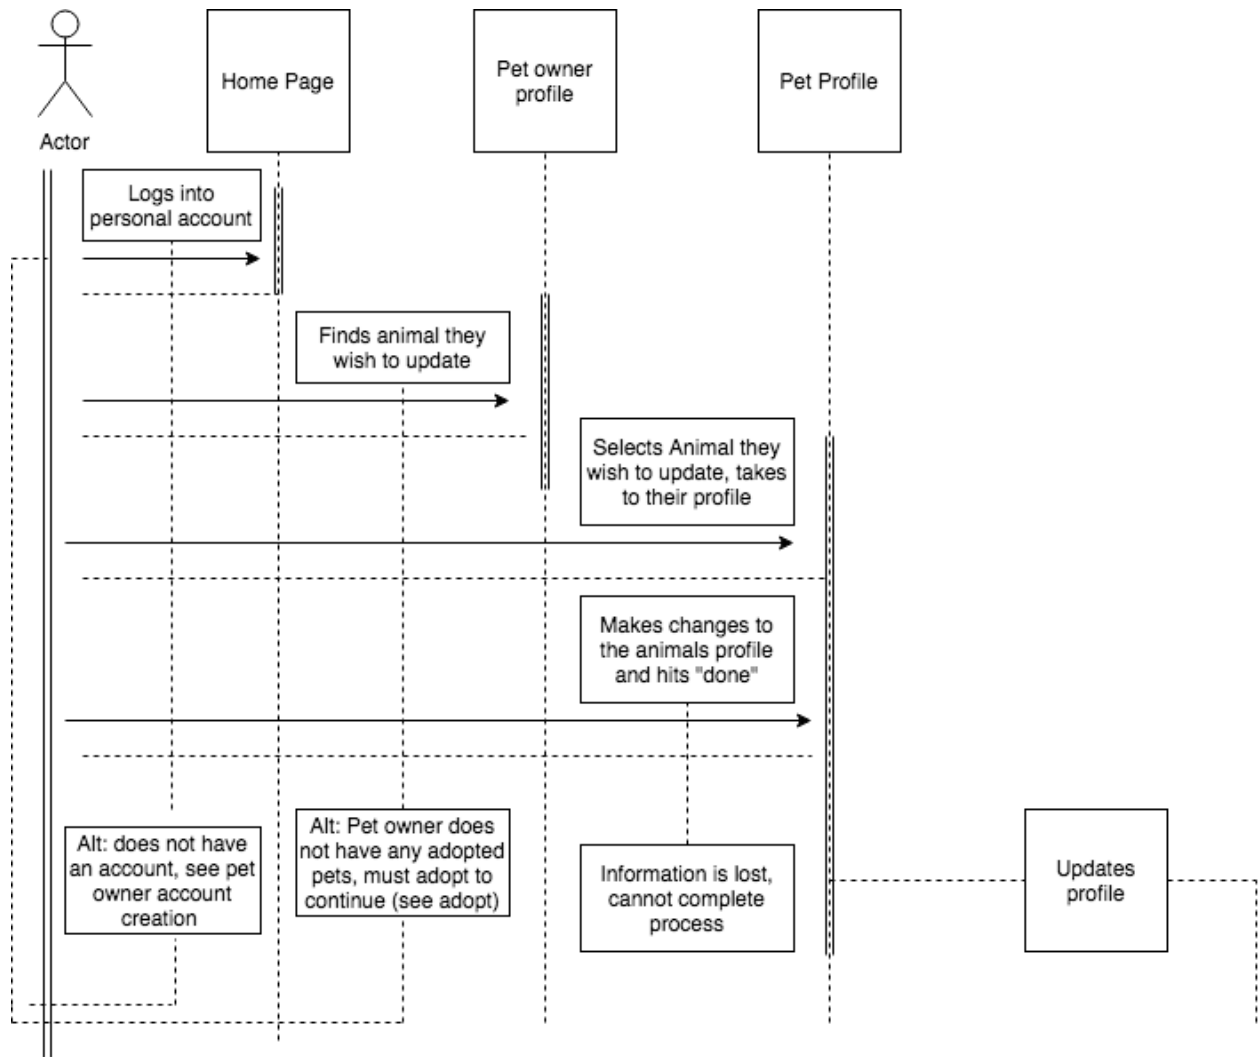 Actor
Home Page
Pet owner
profile
Pet Profile
Logs into
personal account
Finds animal they
wish to update
Selects Animal they
wish to update, takes
to their profile
Makes changes to
the animals profile
and hits "done"
Alt: does not have
an account, see pet
owner account
creation
Alt: Pet owner does
not have any adopted
pets, must adopt to
continue (see adopt)
Information is lost,
cannot complete
process
Updates
profile